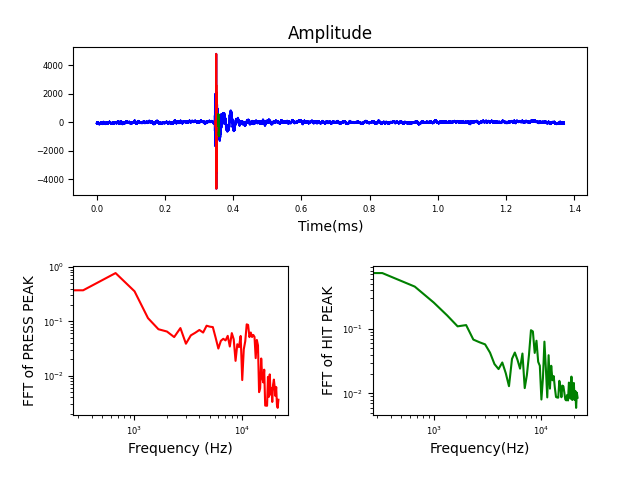 Amplitude
4000
2000
0
−2000
−4000
0.0 0.2 0.4 0.6 0.8 1.0 1.2 1.4
Time(ms)
FFT of PRESS PEAK
10⁰
10⁻¹
10⁻²
10³ 10⁴
Frequency (Hz)
FFT of HIT PEAK
10⁻¹
10⁻²
10³ 10⁴
Frequency(Hz)